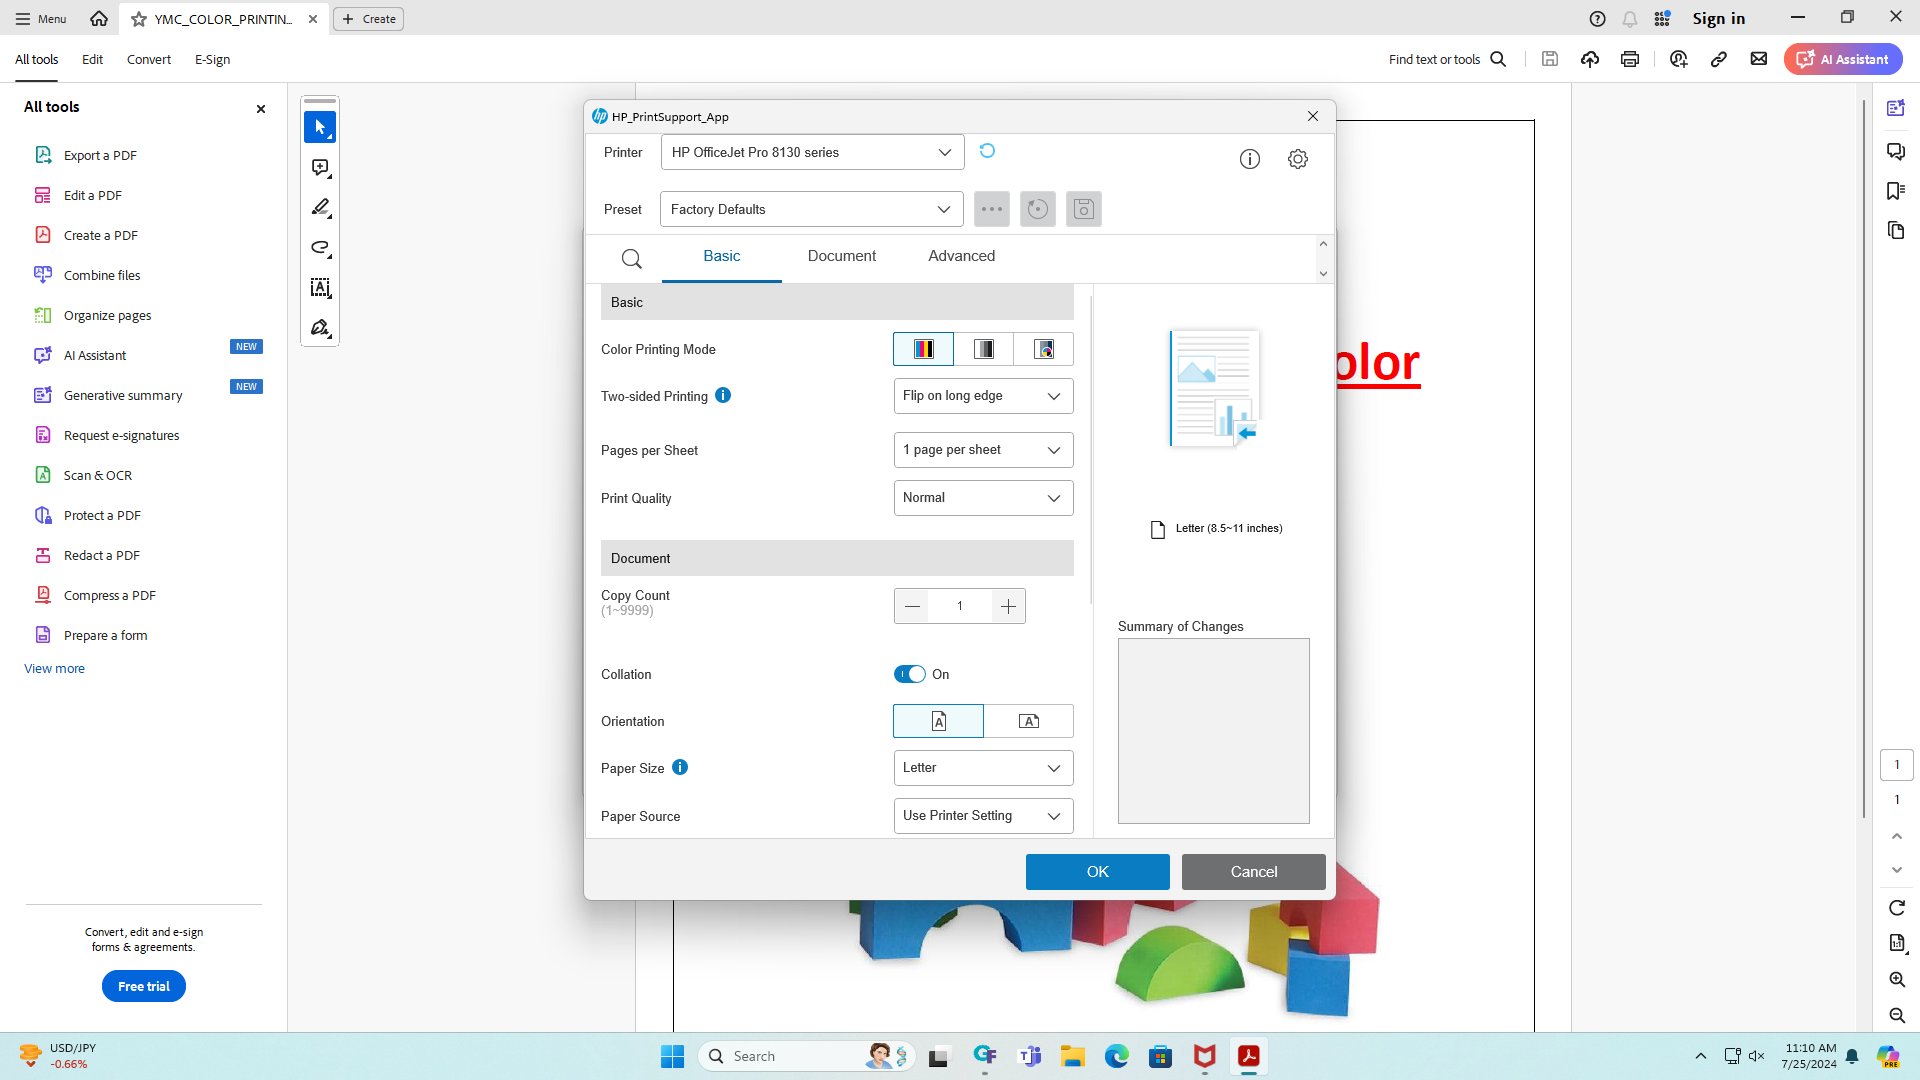 Menu
YMC_COLOR_PRINTIN...
Create
Sign in
All tools
Edit
Convert
E-Sign
Find text or tools
AI Assistant
All tools
Export a PDF
Edit a PDF
Create a PDF
Combine files
Organize pages
AI Assistant
NEW
Generative summary
NEW
Request e-signatures
Scan & OCR
Protect a PDF
Redact a PDF
Compress a PDF
Prepare a form
View more
Convert, edit and e-sign
forms & agreements.
Free trial
HP_PrintSupport_App
Printer
HP OfficeJet Pro 8130 series
Preset
Factory Defaults
Basic
Document
Advanced
Basic
Color Printing Mode
Two-sided Printing
Flip on long edge
Pages per Sheet
1 page per sheet
Print Quality
Normal
Document
Copy Count
(1~9999)
1
Collation
On
Orientation
Paper Size
Letter
Paper Source
Use Printer Setting
Letter (8.5~11 inches)
Summary of Changes
OK
Cancel
olor
1
1
USD/JPY
-0.66%
Search
11:10 AM
7/25/2024
PRE